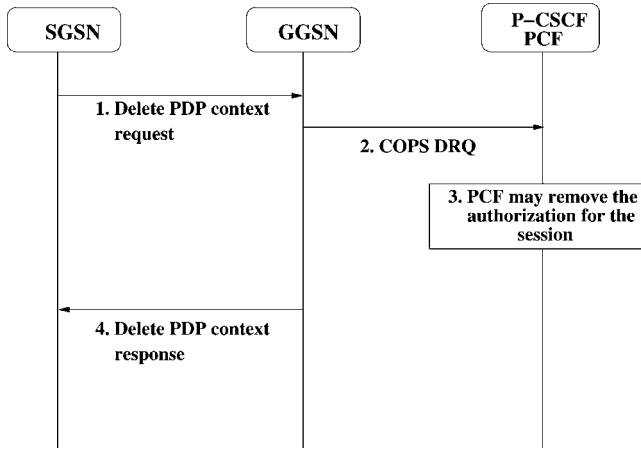 SGSN
GGSN
P-CSCF
PCF
1. Delete PDP context
request
2. COPS DRQ
3. PCF may remove the
authorization for the
session
4. Delete PDP context
response